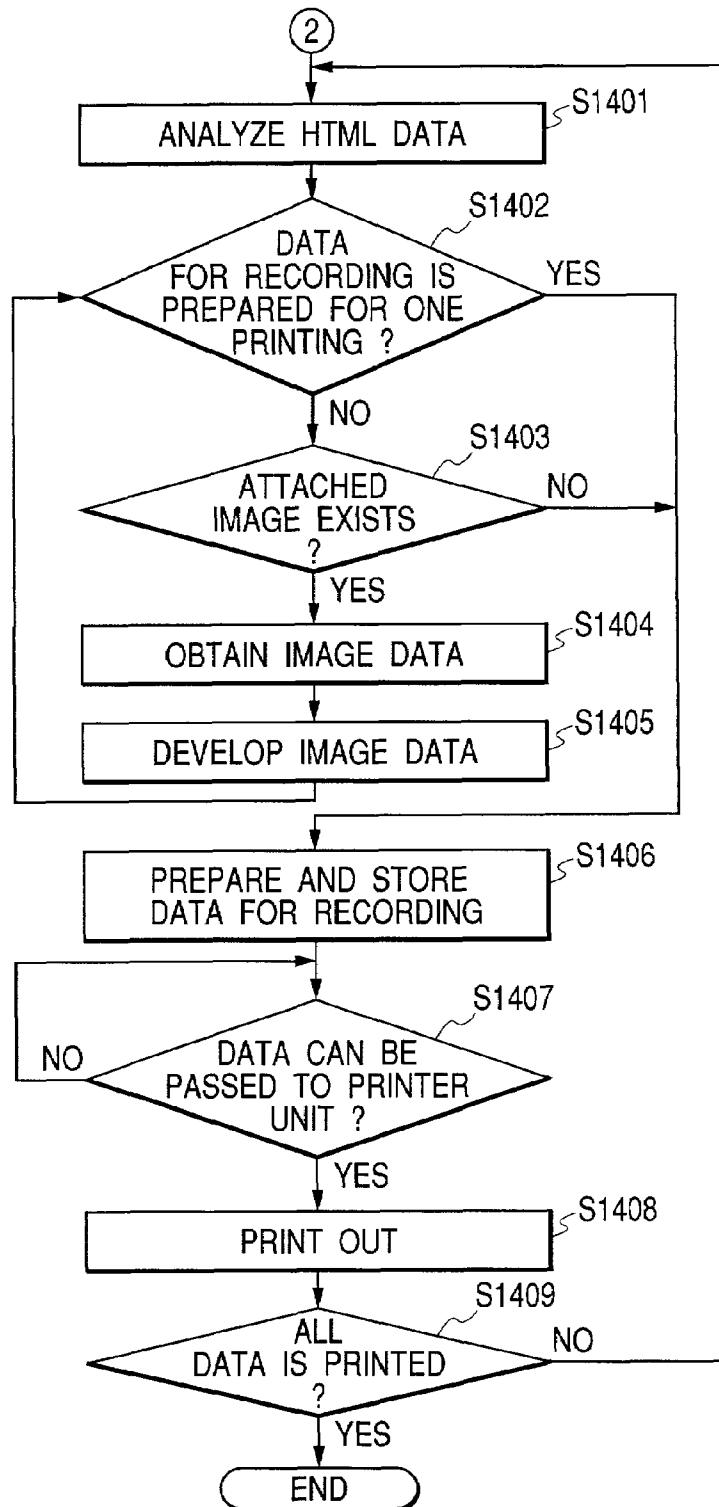 2
ANALYZE HTML DATA
S1401
S1402
DATA
FOR RECORDING IS
PREPARED FOR ONE
PRINTING ?
YES
NO
S1403
ATTACHED
IMAGE EXISTS
?
NO
YES
S1404
OBTAIN IMAGE DATA
S1405
DEVELOP IMAGE DATA
S1406
PREPARE AND STORE
DATA FOR RECORDING
S1407
NO
DATA CAN BE
PASSED TO PRINTER
UNIT ?
YES
S1408
PRINT OUT
S1409
ALL
DATA IS PRINTED
?
NO
YES
END